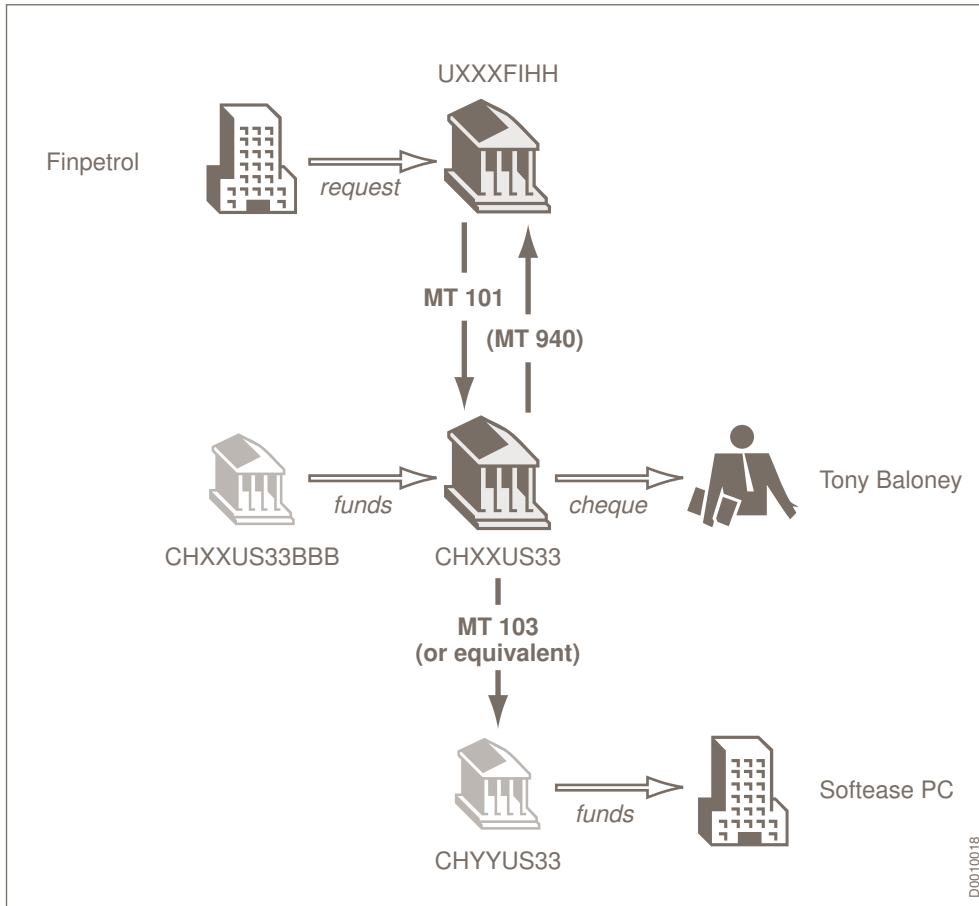 UXXXFIHH
Finpetrol
request
MT 101
(MT 940)
funds
cheque
Tony Baloney
CHXXUS33BBB
CHXXUS33
MT 103
(or equivalent)
funds
Softease PC
CHYYUS33
D0010018